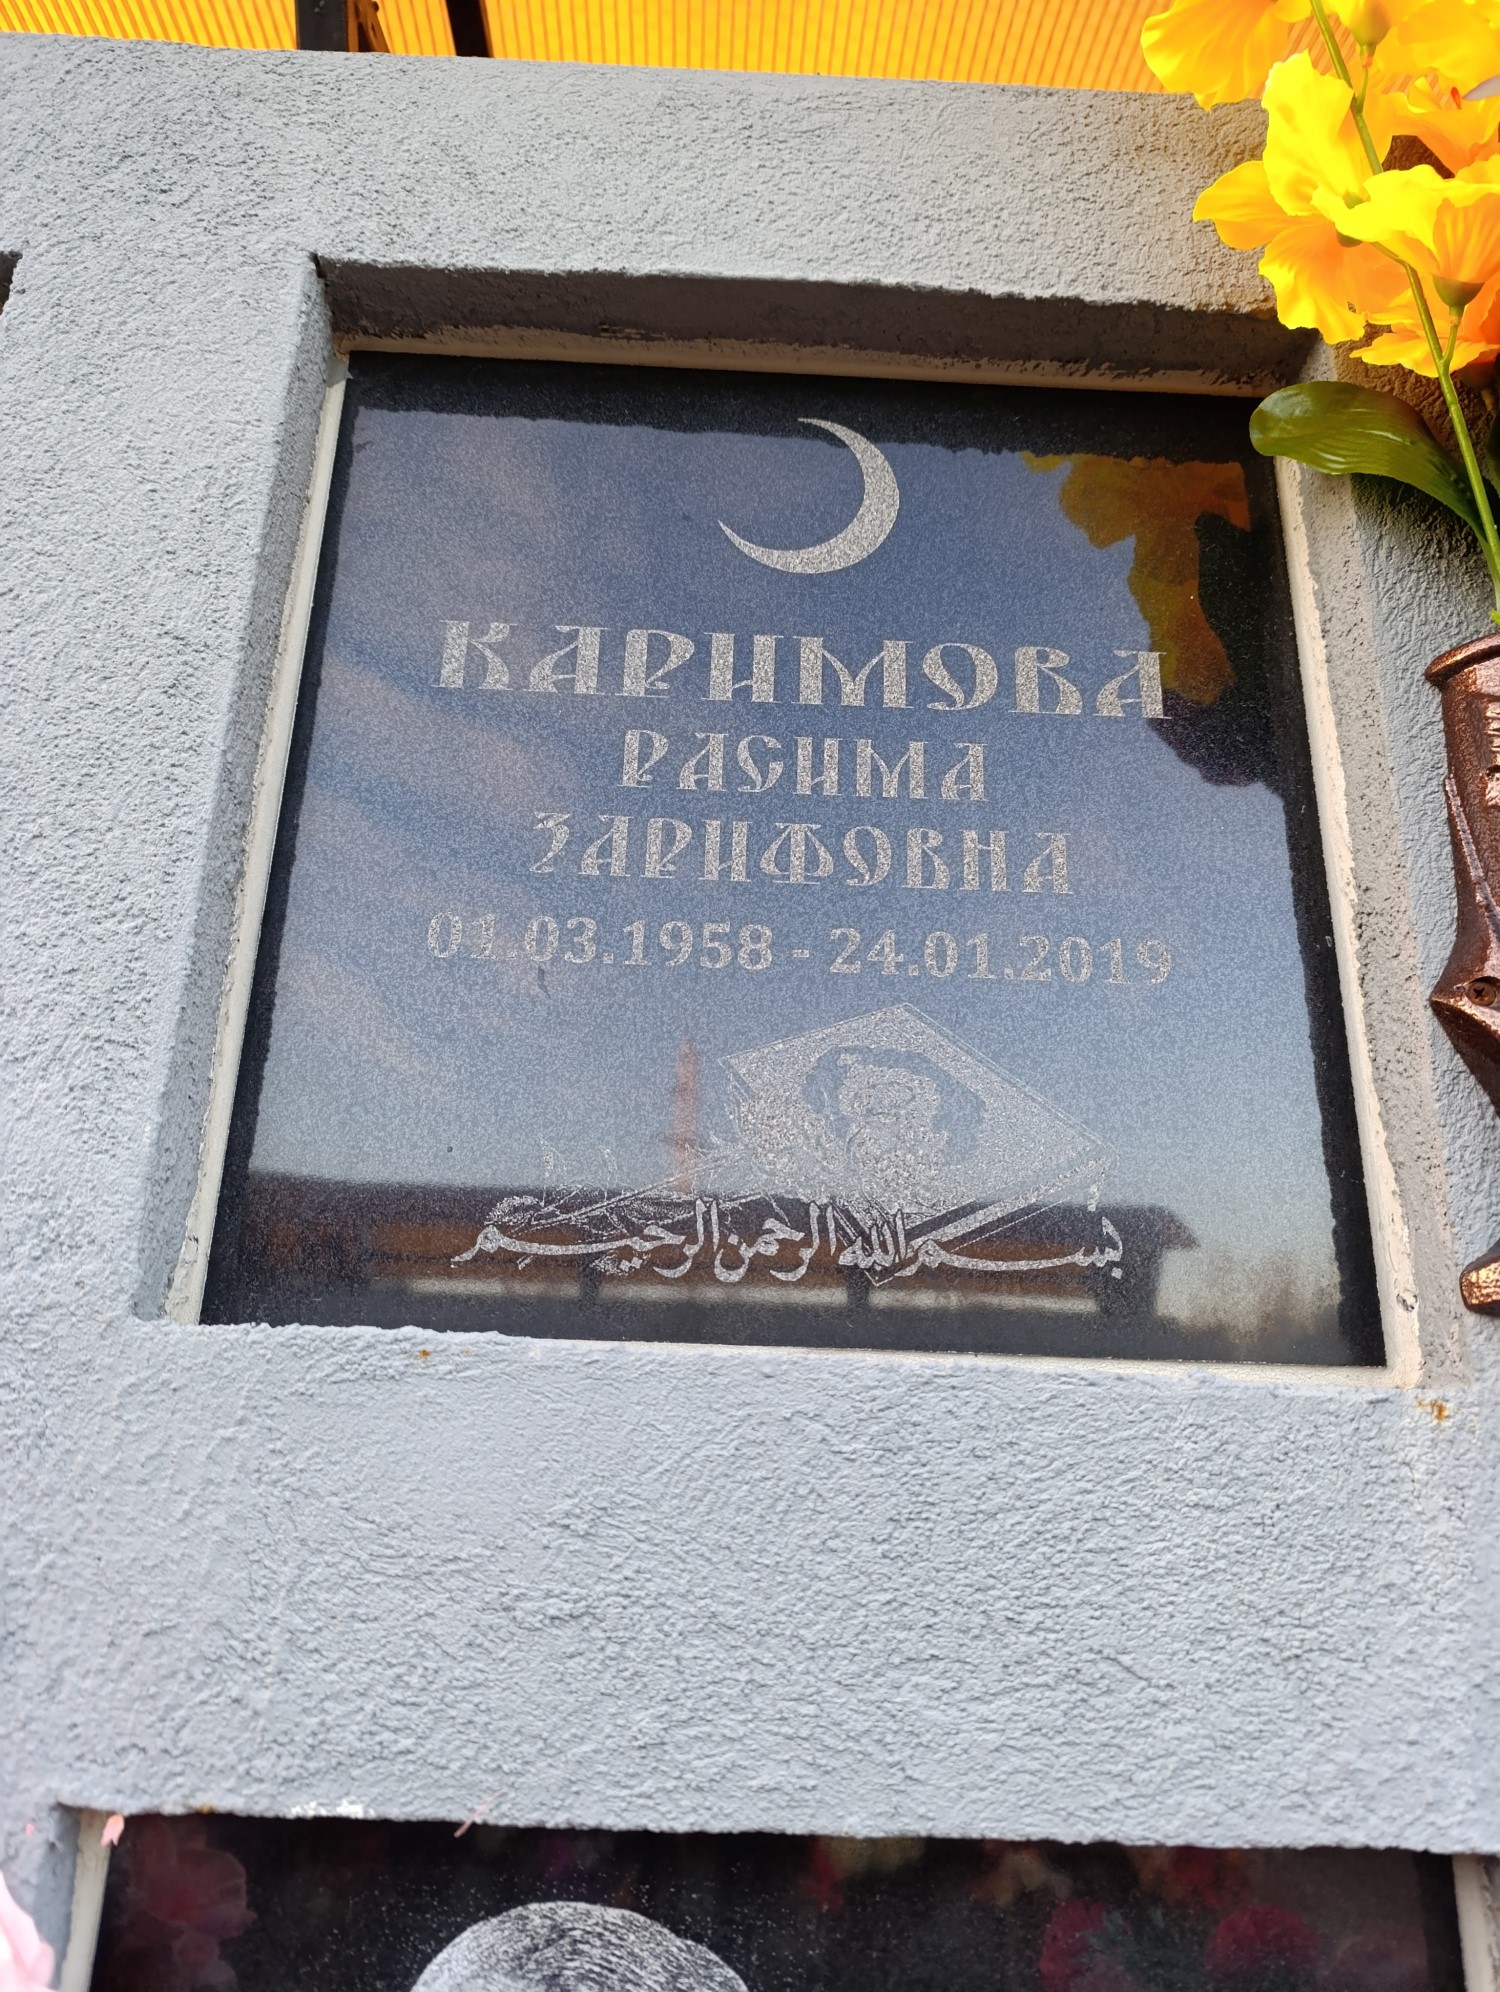 КАРИМОВА
РАСИМА
ЗАРИФОВНА
01.03.1958 - 24.01.2019
بسم الله الرحمن الرحيم